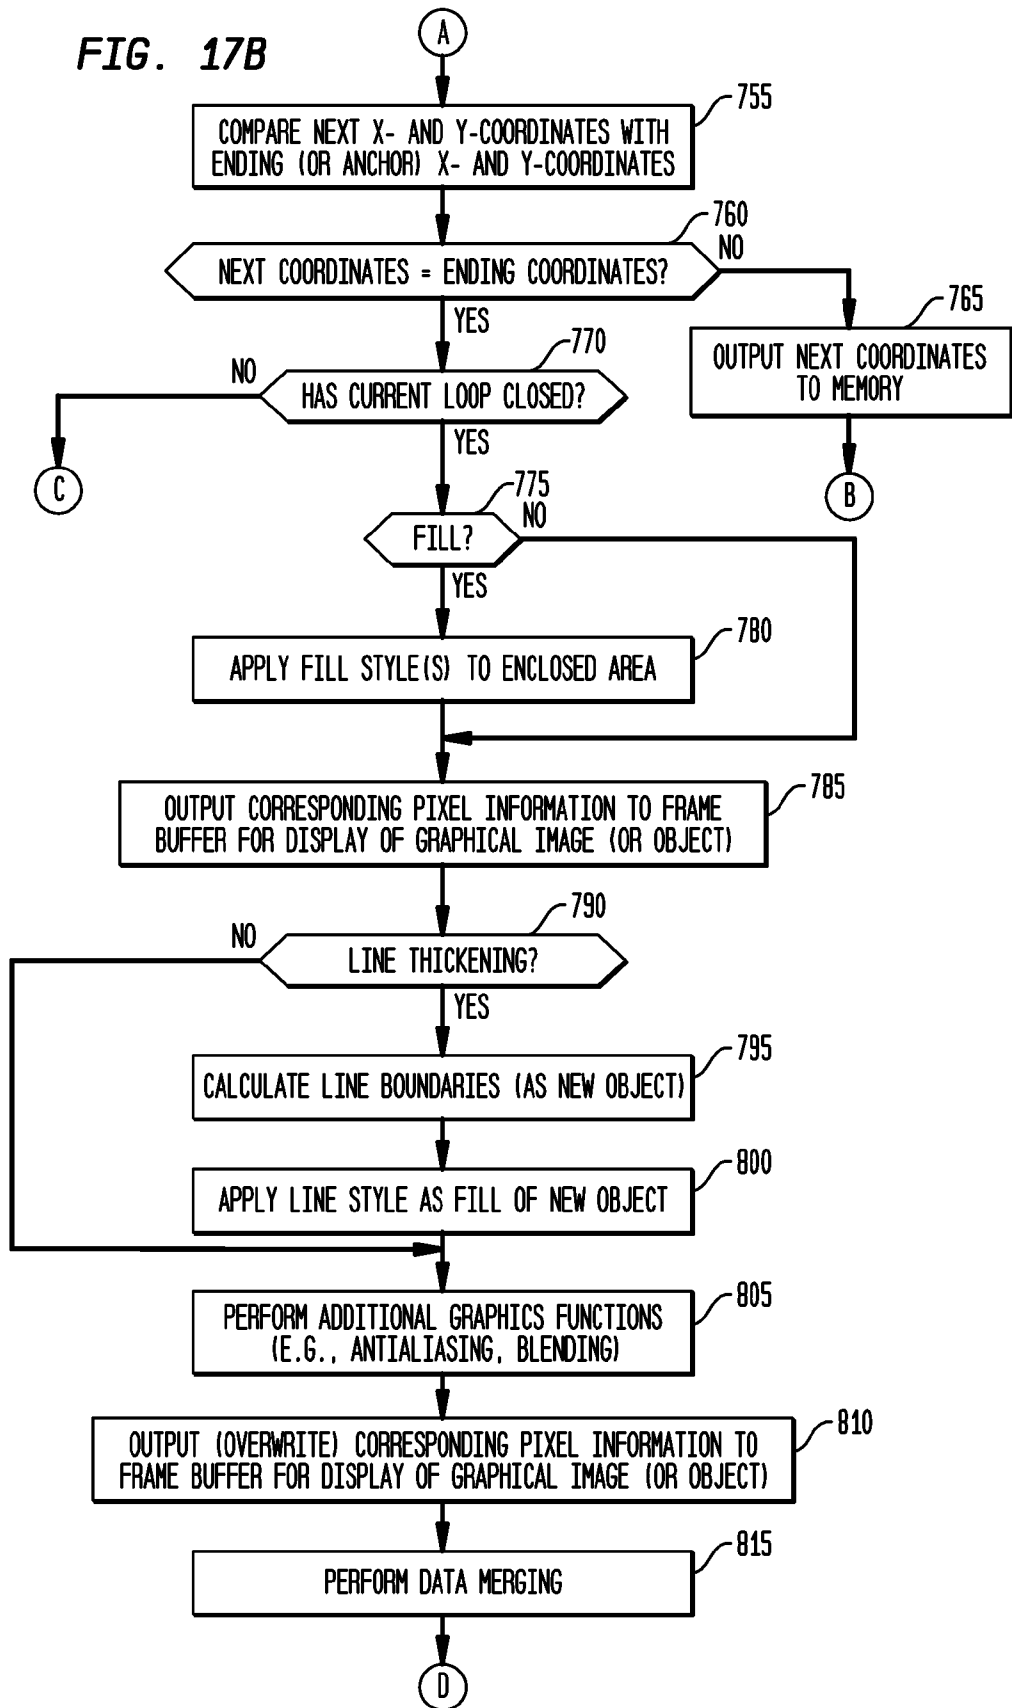 FIG. 17B
A
755
COMPARE NEXT X- AND Y-COORDINATES WITH
ENDING (OR ANCHOR) X- AND Y-COORDINATES
760
NEXT COORDINATES = ENDING COORDINATES?
NO
YES
765
OUTPUT NEXT COORDINATES
TO MEMORY
B
770
HAS CURRENT LOOP CLOSED?
NO
YES
C
775
FILL?
NO
YES
780
APPLY FILL STYLE(S) TO ENCLOSED AREA
785
OUTPUT CORRESPONDING PIXEL INFORMATION TO FRAME
BUFFER FOR DISPLAY OF GRAPHICAL IMAGE (OR OBJECT)
790
LINE THICKENING?
NO
YES
795
CALCULATE LINE BOUNDARIES (AS NEW OBJECT)
800
APPLY LINE STYLE AS FILL OF NEW OBJECT
805
PERFORM ADDITIONAL GRAPHICS FUNCTIONS
(E.G., ANTIALIASING, BLENDING)
810
OUTPUT (OVERWRITE) CORRESPONDING PIXEL INFORMATION TO
FRAME BUFFER FOR DISPLAY OF GRAPHICAL IMAGE (OR OBJECT)
815
PERFORM DATA MERGING
D